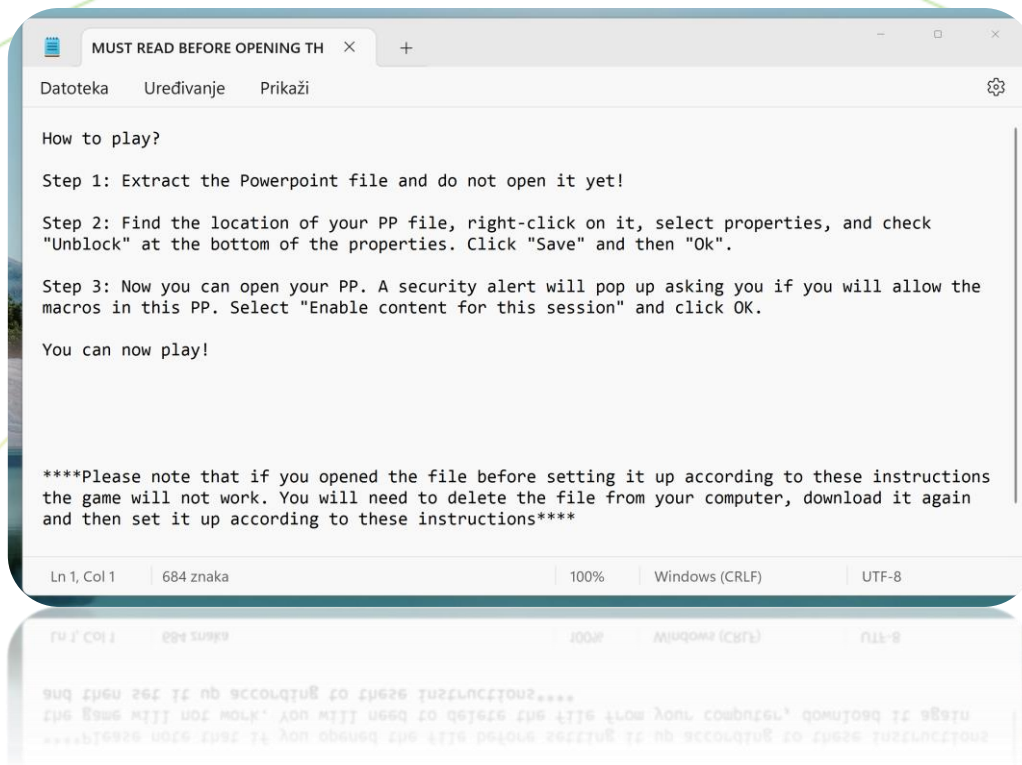 MUST READ BEFORE OPENING TH
Datoteka Uređivanje Prikaži
How to play?
Step 1: Extract the Powerpoint file and do not open it yet!
Step 2: Find the location of your PP file, right-click on it, select properties, and check
"Unblock" at the bottom of the properties. Click "Save" and then "Ok".
Step 3: Now you can open your PP. A security alert will pop up asking you if you will allow the
macros in this PP. Select "Enable content for this session" and click OK.
You can now play!
****Please note that if you opened the file before setting it up according to these instructions
the game will not work. You will need to delete the file from your computer, download it again
and then set it up according to these instructions****
Ln 1, Col 1 684 znaka 100% Windows (CRLF) UTF-8